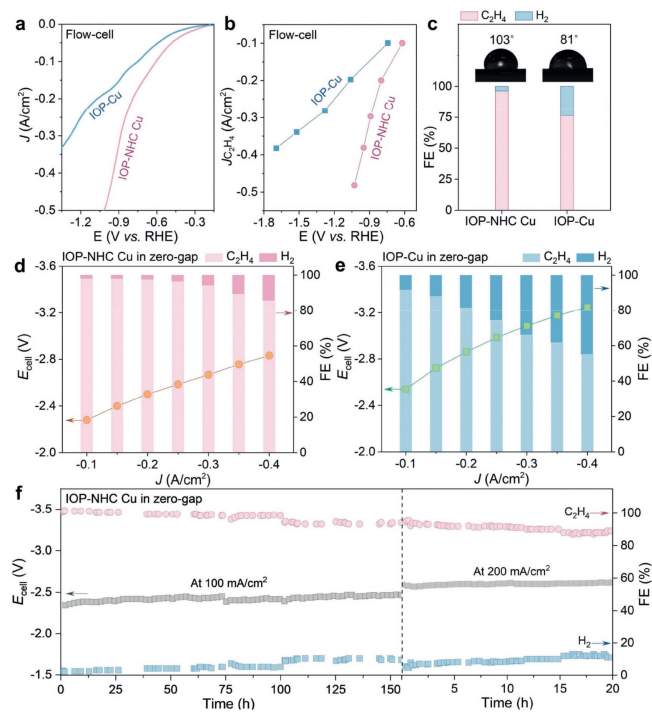 a
Flow-cell
IOP-Cu
IOP-NHC Cu
J (A/cm²)
-0.0
-0.1
-0.2
-0.3
-0.4
-0.5
-1.2 -0.9 -0.6 -0.3
E (V vs. RHE)
b
Flow-cell
IOP-Cu
IOP-NHC Cu
JC₂H₄ (A/cm²)
-0.1
-0.2
-0.3
-0.4
-0.5
-1.8 -1.5 -1.2 -0.9 -0.6
E (V vs. RHE)
c
C₂H₄ H₂
103° 81°
FE (%)
100
75
50
25
0
IOP-NHC Cu IOP-Cu
d
IOP-NHC Cu in zero-gap C₂H₄ H₂
Ecell (V)
-3.6
-3.2
-2.8
-2.4
-2.0
FE (%)
100
80
60
40
20
0
-0.1 -0.2 -0.3 -0.4
J (A/cm²)
e
IOP-Cu in zero-gap C₂H₄ H₂
Ecell (V)
-3.6
-3.2
-2.8
-2.4
-2.0
FE (%)
100
80
60
40
20
0
-0.1 -0.2 -0.3 -0.4
J (A/cm²)
f
IOP-NHC Cu in zero-gap
C₂H₄
At 100 mA/cm² At 200 mA/cm²
H₂
Ecell (V)
-3.5
-3.0
-2.5
-2.0
-1.5
FE (%)
100
80
60
40
20
0
0 25 50 75 100 125 150 5 10 15 20
Time (h) Time (h)